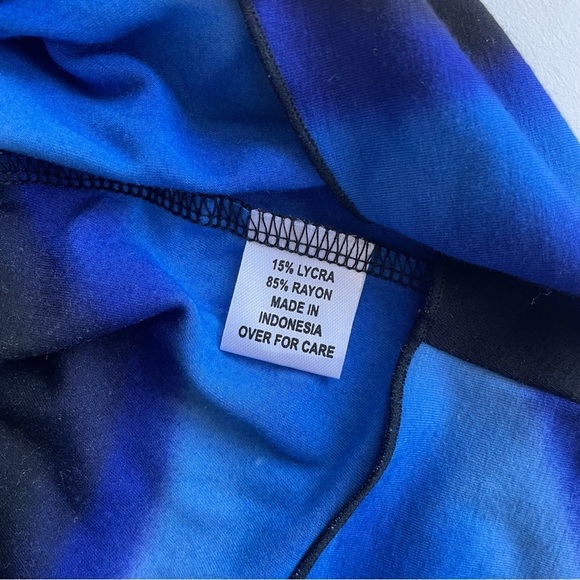 15% LYCRA
85% RAYON
MADE IN
INDONESIA
OVER FOR CARE